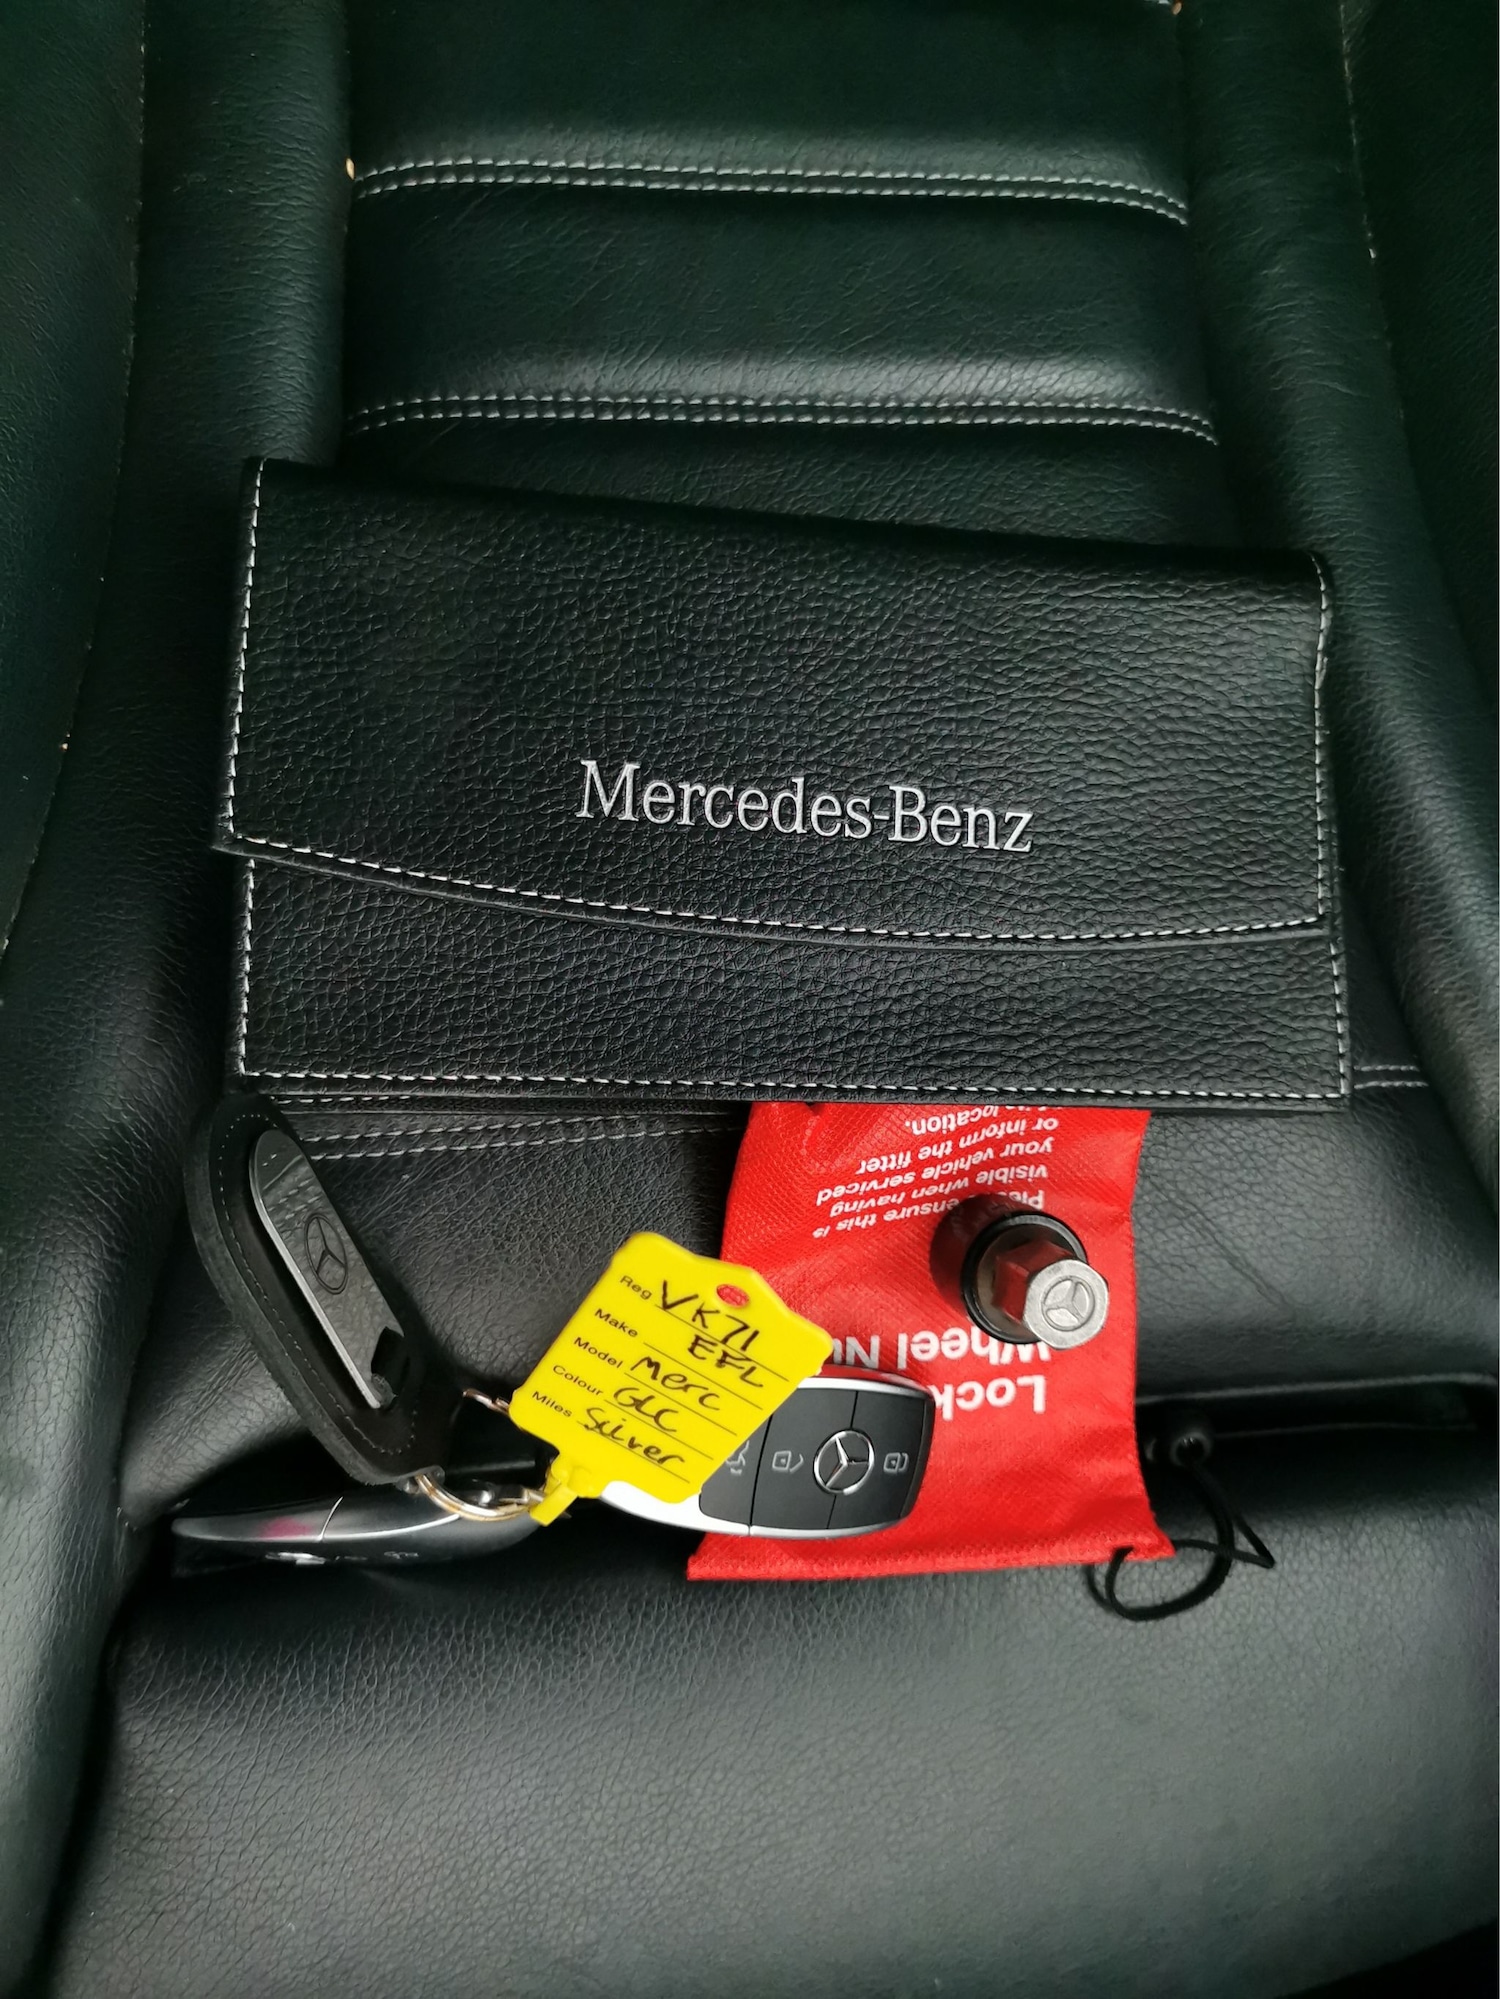 Mercedes-Benz
Reg VK71
EFL
Make
Model Merc
Colour GLC
Miles Silver
Lock
Wheel Nu
ensure this is
visible when having
your vehicle serviced
or inform the fitter
location.